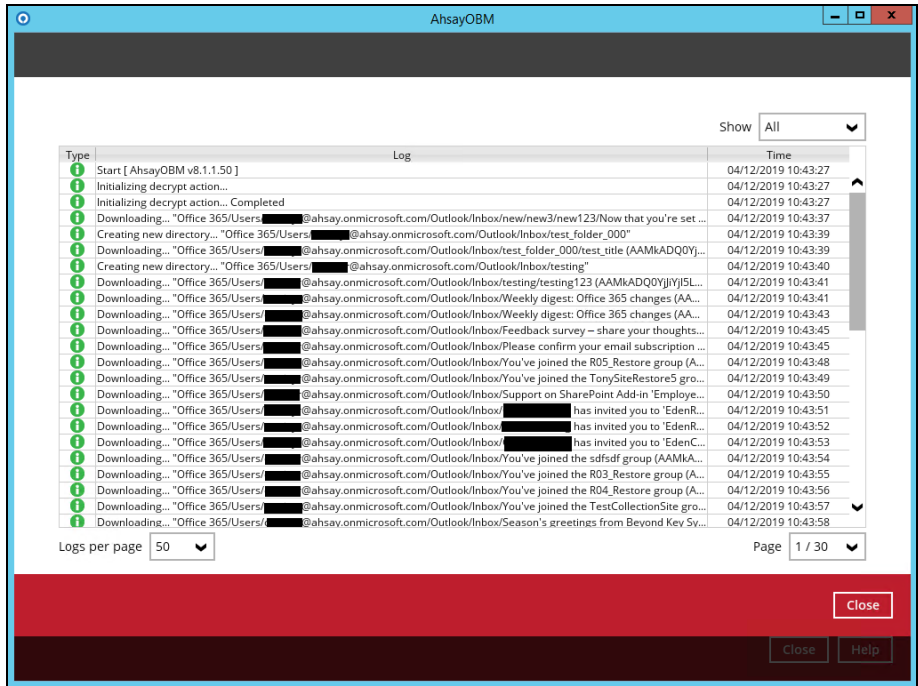 AhsayOBM
Show All
Type Log Time
Start [ AhsayOBM v8.1.1.50 ] 04/12/2019 10:43:27
Initializing decrypt action... 04/12/2019 10:43:27
Initializing decrypt action... Completed 04/12/2019 10:43:27
Downloading... "Office 365/Users/ @ahsay.onmicrosoft.com/Outlook/Inbox/new/new3/new123/Now that you're set ... 04/12/2019 10:43:37
Creating new directory... "Office 365/Users/ @ahsay.onmicrosoft.com/Outlook/Inbox/test_folder_000" 04/12/2019 10:43:39
Downloading... "Office 365/Users/ @ahsay.onmicrosoft.com/Outlook/Inbox/test_folder_000/test_title (AAMkADQ0Yj... 04/12/2019 10:43:39
Creating new directory... "Office 365/Users/ @ahsay.onmicrosoft.com/Outlook/Inbox/testing" 04/12/2019 10:43:40
Downloading... "Office 365/Users/ @ahsay.onmicrosoft.com/Outlook/Inbox/testing/testing123 (AAMkADQ0YjJiYjI5L... 04/12/2019 10:43:41
Downloading... "Office 365/Users/ @ahsay.onmicrosoft.com/Outlook/Inbox/Weekly digest: Office 365 changes (AA... 04/12/2019 10:43:41
Downloading... "Office 365/Users/ @ahsay.onmicrosoft.com/Outlook/Inbox/Weekly digest: Office 365 changes (AA... 04/12/2019 10:43:43
Downloading... "Office 365/Users/ @ahsay.onmicrosoft.com/Outlook/Inbox/Feedback survey – share your thoughts... 04/12/2019 10:43:45
Downloading... "Office 365/Users/ @ahsay.onmicrosoft.com/Outlook/Inbox/Please confirm your email subscription ... 04/12/2019 10:43:45
Downloading... "Office 365/Users/ @ahsay.onmicrosoft.com/Outlook/Inbox/You've joined the R05_Restore group (A... 04/12/2019 10:43:48
Downloading... "Office 365/Users/ @ahsay.onmicrosoft.com/Outlook/Inbox/You've joined the TonySiteRestore5 gro... 04/12/2019 10:43:49
Downloading... "Office 365/Users/ @ahsay.onmicrosoft.com/Outlook/Inbox/Support on SharePoint Add-in 'Employe... 04/12/2019 10:43:50
Downloading... "Office 365/Users/ @ahsay.onmicrosoft.com/Outlook/Inbox/ has invited you to 'EdenR... 04/12/2019 10:43:51
Downloading... "Office 365/Users/ @ahsay.onmicrosoft.com/Outlook/Inbox/ has invited you to 'EdenR... 04/12/2019 10:43:52
Downloading... "Office 365/Users/ @ahsay.onmicrosoft.com/Outlook/Inbox/ has invited you to 'EdenC... 04/12/2019 10:43:53
Downloading... "Office 365/Users/ @ahsay.onmicrosoft.com/Outlook/Inbox/You've joined the sdfsdf group (AAMkA... 04/12/2019 10:43:54
Downloading... "Office 365/Users/ @ahsay.onmicrosoft.com/Outlook/Inbox/You've joined the R03_Restore group (A... 04/12/2019 10:43:55
Downloading... "Office 365/Users/ @ahsay.onmicrosoft.com/Outlook/Inbox/You've joined the R04_Restore group (A... 04/12/2019 10:43:56
Downloading... "Office 365/Users/ @ahsay.onmicrosoft.com/Outlook/Inbox/You've joined the TestCollectionSite gro... 04/12/2019 10:43:57
Downloading... "Office 365/Users/ @ahsay.onmicrosoft.com/Outlook/Inbox/Season's greetings from Beyond Key Sy... 04/12/2019 10:43:58
Logs per page 50 Page 1 / 30
Close
Close Help